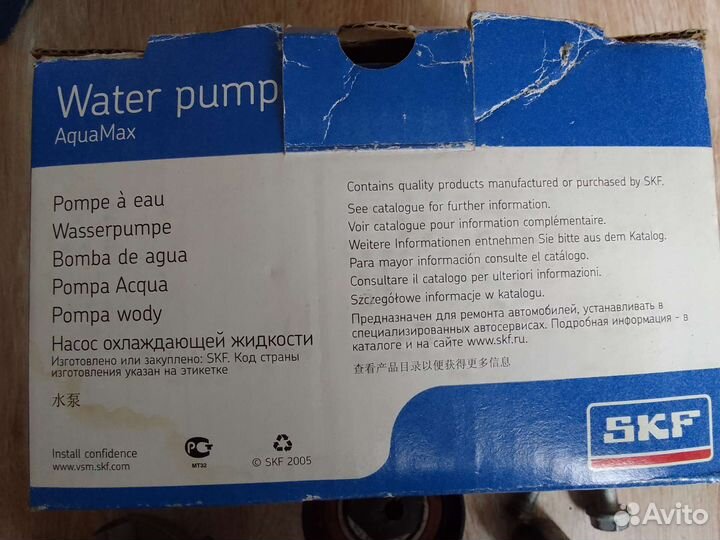 Water pump
AquaMax
Pompe à eau
Wasserpumpe
Bomba de agua
Pompa Acqua
Pompa wody
Насос охлаждающей жидкости
Изготовлено или закуплено: SKF. Код страны
изготовления указан на этикетке
水泵
Install confidence
www.vsm.skf.com
РСТ
MT32
© SKF 2005
Contains quality products manufactured or purchased by SKF.
See catalogue for further information.
Voir catalogue pour information complémentaire.
Weitere Informationen entnehmen Sie bitte aus dem Katalog.
Para mayor información consulte el catálogo.
Consultare il catalogo per ulteriori informazioni.
Szczegółowe informacje w katalogu.
Предназначен для ремонта автомобилей, устанавливать в
специализированных автосервисах. Подробная информация - в
каталоге и на сайте www.skf.ru.
查看产品目录以便获得更多信息
SKF
Avito